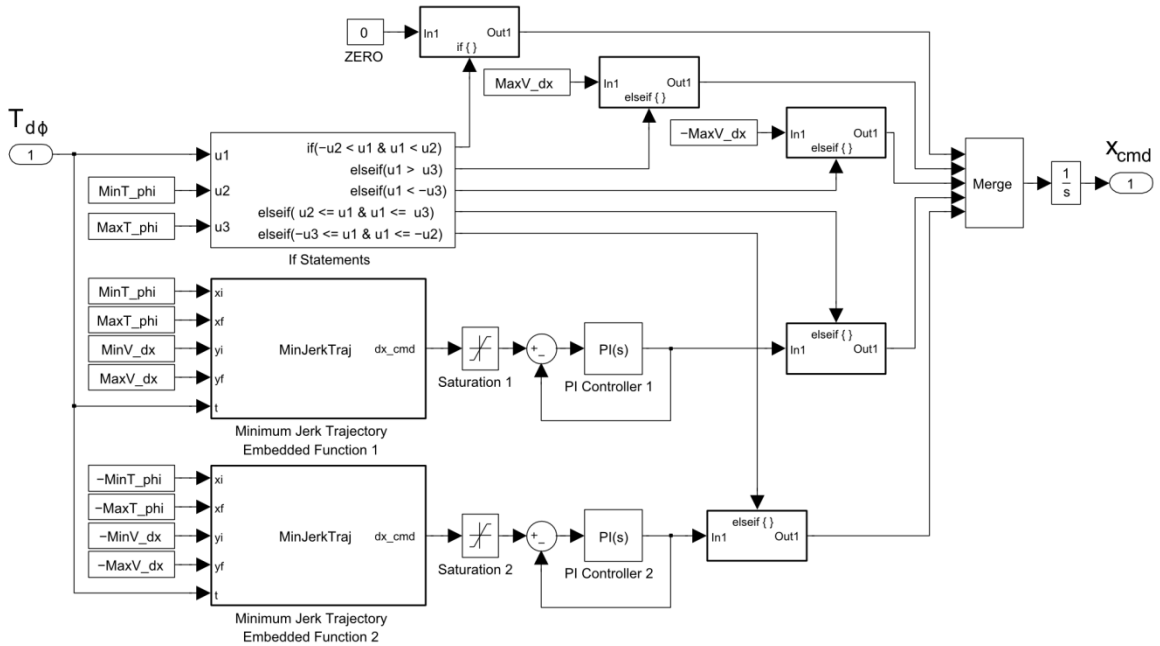 0
ZERO
In1
Out1
if { }
MaxV_dx
In1
Out1
elseif { }
−MaxV_dx
In1
Out1
elseif { }
T_dϕ
1
MinT_phi
MaxT_phi
u1
u2
u3
if(−u2 < u1 & u1 < u2)
elseif(u1 > u3)
elseif(u1 < −u3)
elseif( u2 <= u1 & u1 <= u3)
elseif(−u3 <= u1 & u1 <= −u2)
If Statements
Merge
1
s
x_cmd
1
MinT_phi
MaxT_phi
MinV_dx
MaxV_dx
xi
xf
yi
yf
t
MinJerkTraj
dx_cmd
Minimum Jerk Trajectory
Embedded Function 1
Saturation 1
+
−
PI(s)
PI Controller 1
elseif { }
In1
Out1
−MinT_phi
−MaxT_phi
−MinV_dx
−MaxV_dx
xi
xf
yi
yf
t
MinJerkTraj
dx_cmd
Minimum Jerk Trajectory
Embedded Function 2
Saturation 2
+
−
PI(s)
PI Controller 2
elseif { }
In1
Out1